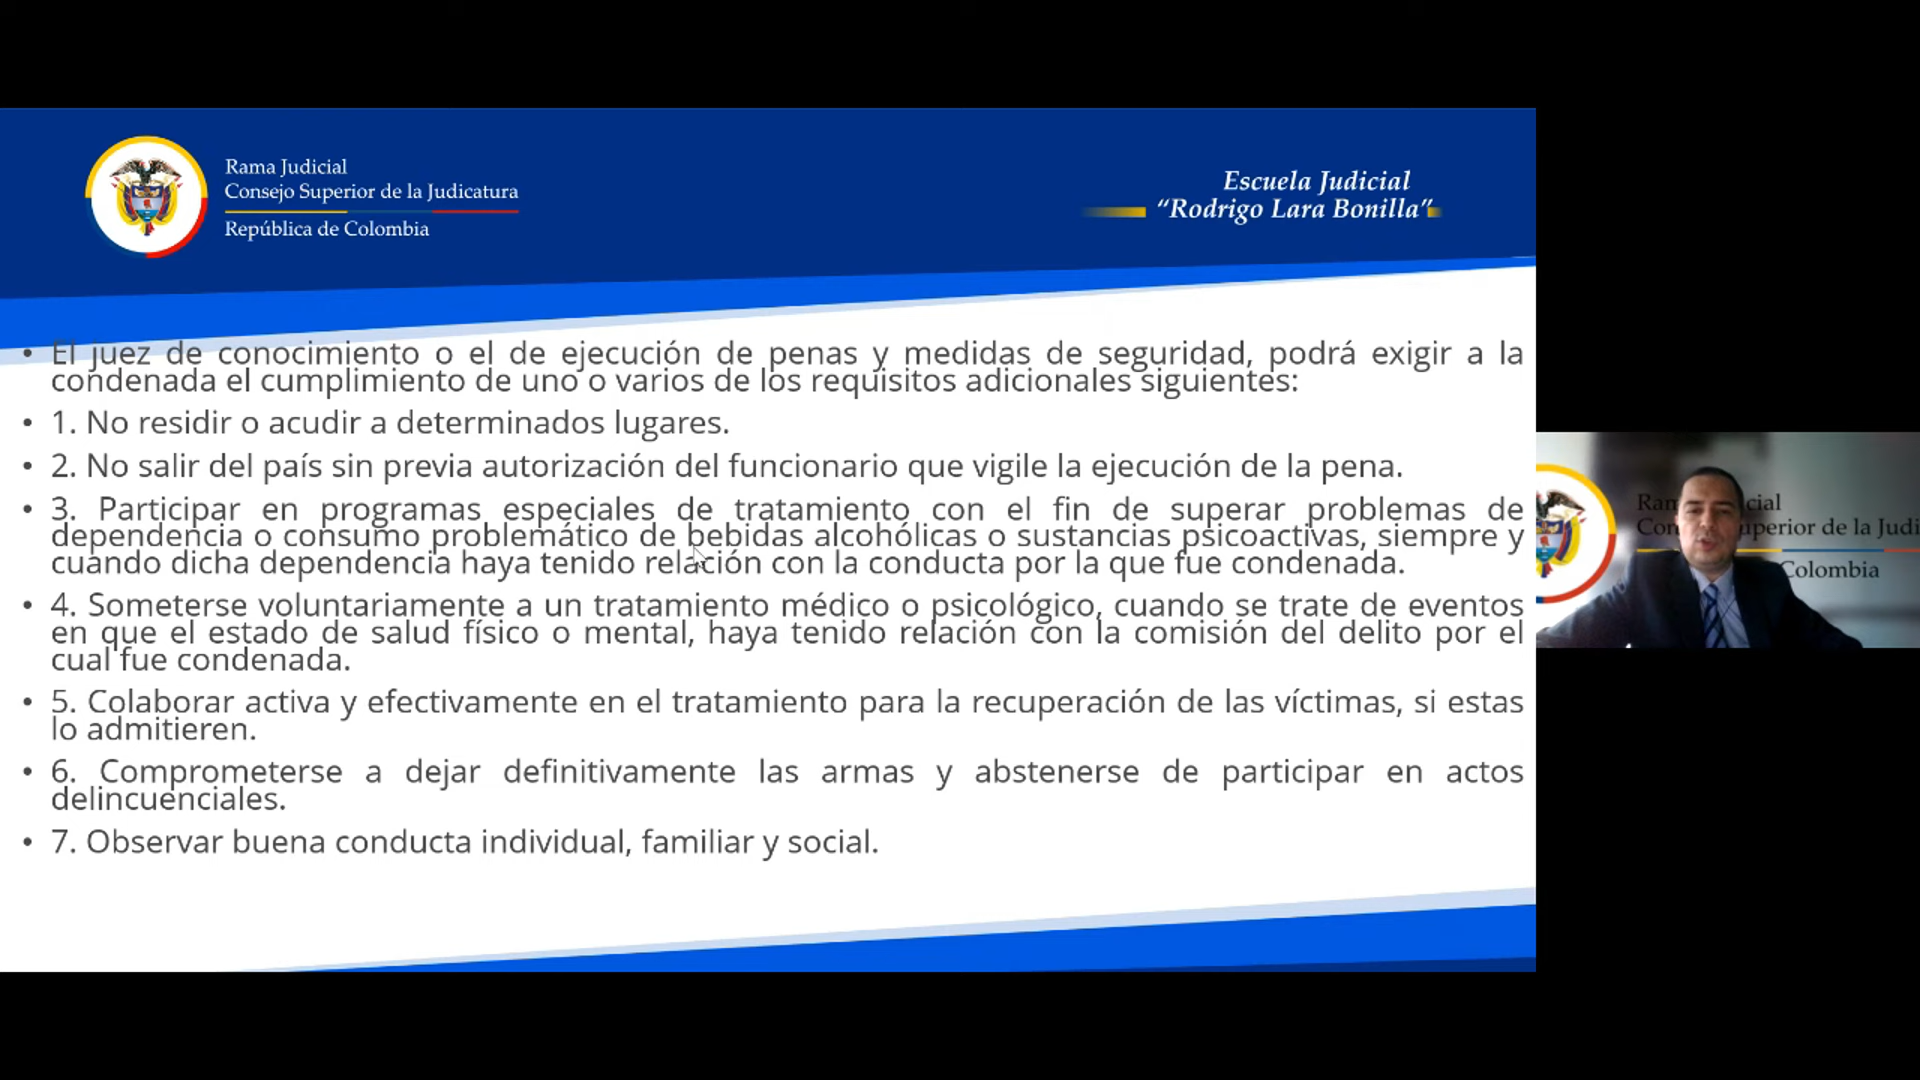 Rama Judicial
Consejo Superior de la Judicatura
República de Colombia
Escuela Judicial
“Rodrigo Lara Bonilla”
• El juez de conocimiento o el de ejecución de penas y medidas de seguridad, podrá exigir a la
condenada el cumplimiento de uno o varios de los requisitos adicionales siguientes:
• 1. No residir o acudir a determinados lugares.
• 2. No salir del país sin previa autorización del funcionario que vigile la ejecución de la pena.
• 3. Participar en programas especiales de tratamiento con el fin de superar problemas de
dependencia o consumo problemático de bebidas alcohólicas o sustancias psicoactivas, siempre y
cuando dicha dependencia haya tenido relación con la conducta por la que fue condenada.
• 4. Someterse voluntariamente a un tratamiento médico o psicológico, cuando se trate de eventos
en que el estado de salud físico o mental, haya tenido relación con la comisión del delito por el
cual fue condenada.
• 5. Colaborar activa y efectivamente en el tratamiento para la recuperación de las víctimas, si estas
lo admitieren.
• 6. Comprometerse a dejar definitivamente las armas y abstenerse de participar en actos
delincuenciales.
• 7. Observar buena conducta individual, familiar y social.
Ram cial
Con uperior de la Judi
Colombia